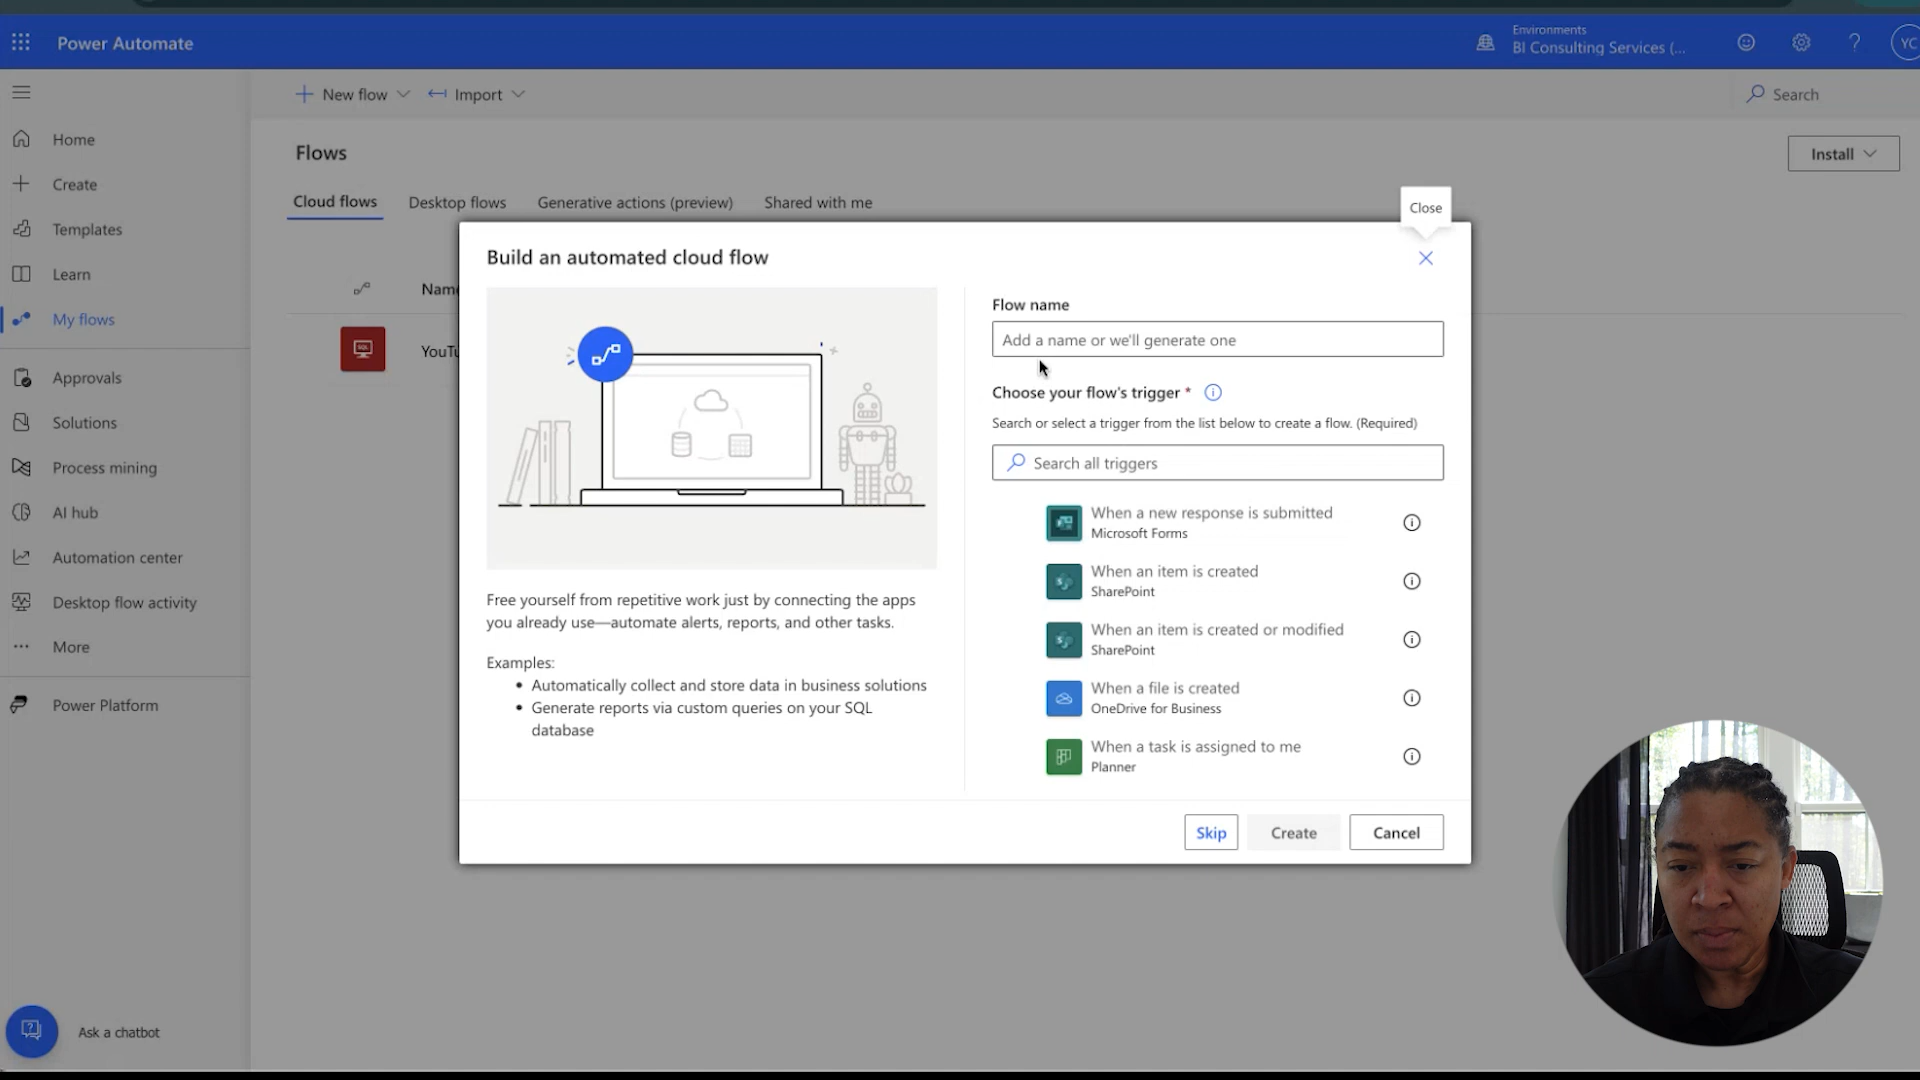 Power Automate
Environments
BI Consulting Services (...
YC
New flow
Import
Search
Home
Create
Templates
Learn
My flows
Approvals
Solutions
Process mining
AI hub
Automation center
Desktop flow activity
More
Power Platform
Ask a chatbot
Flows
Install
Cloud flows
Desktop flows
Generative actions (preview)
Shared with me
Close
SQL
Build an automated cloud flow
Free yourself from repetitive work just by connecting the apps
you already use—automate alerts, reports, and other tasks.
Examples:
• Automatically collect and store data in business solutions
• Generate reports via custom queries on your SQL
database
Flow name
Add a name or we'll generate one
Choose your flow's trigger *
Search or select a trigger from the list below to create a flow. (Required)
Search all triggers
When a new response is submitted
Microsoft Forms
When an item is created
SharePoint
When an item is created or modified
SharePoint
When a file is created
OneDrive for Business
When a task is assigned to me
Planner
Skip
Create
Cancel